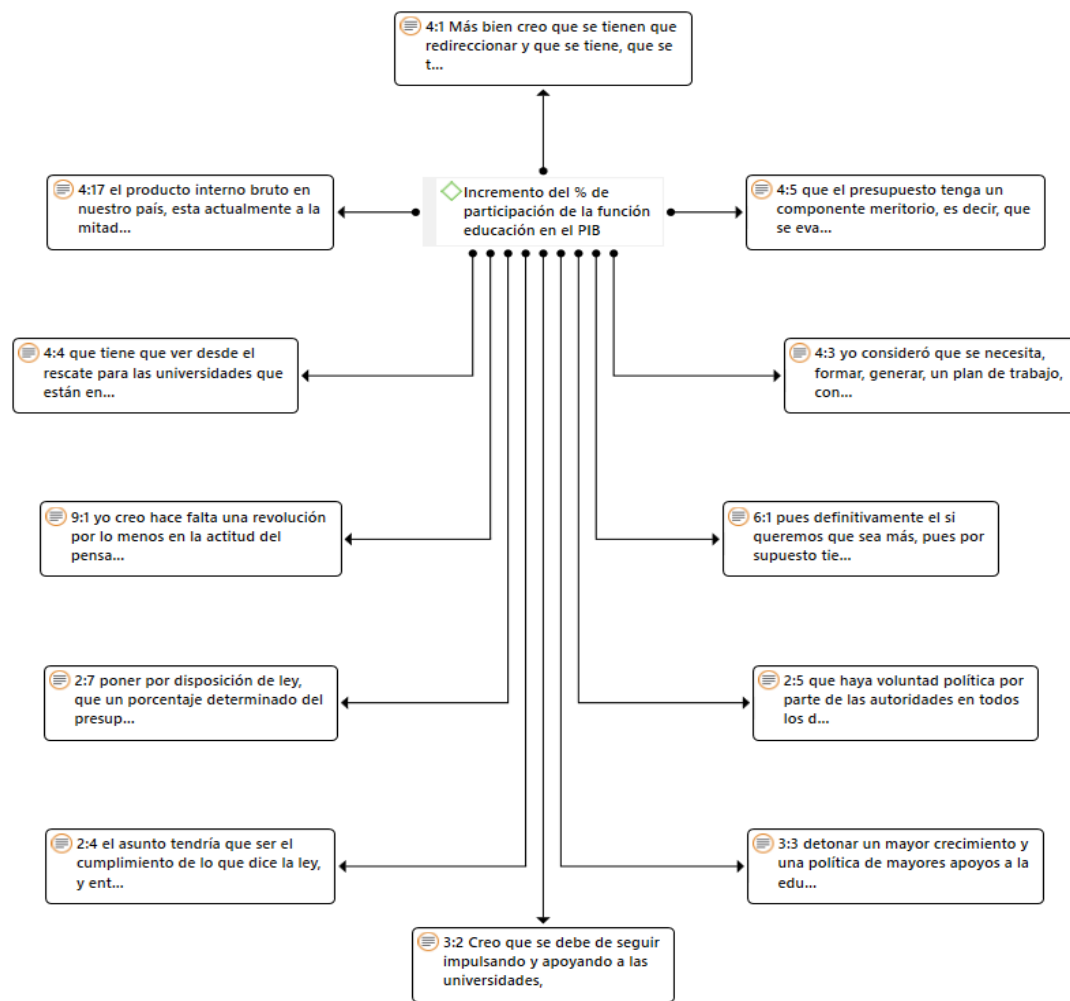 4:1 Más bien creo que se tienen que
redireccionar y que se tiene, que se
t...
4:17 el producto interno bruto en
nuestro país, esta actualmente a la
mitad...
Incremento del % de
participación de la función
educación en el PIB
4:5 que el presupuesto tenga un
componente meritorio, es decir, que
se eva...
4:4 que tiene que ver desde el
rescate para las universidades que
están en...
4:3 yo consideró que se necesita,
formar, generar, un plan de trabajo,
con...
9:1 yo creo hace falta una revolución
por lo menos en la actitud del
pensa...
6:1 pues definitivamente el si
queremos que sea más, pues por
supuesto tie...
2:7 poner por disposición de ley,
que un porcentaje determinado del
presup...
2:5 que haya voluntad política por
parte de las autoridades en todos
los d...
2:4 el asunto tendría que ser el
cumplimiento de lo que dice la ley,
y ent...
3:3 detonar un mayor crecimiento y
una política de mayores apoyos a la
edu...
3:2 Creo que se debe de seguir
impulsando y apoyando a las
universidades,